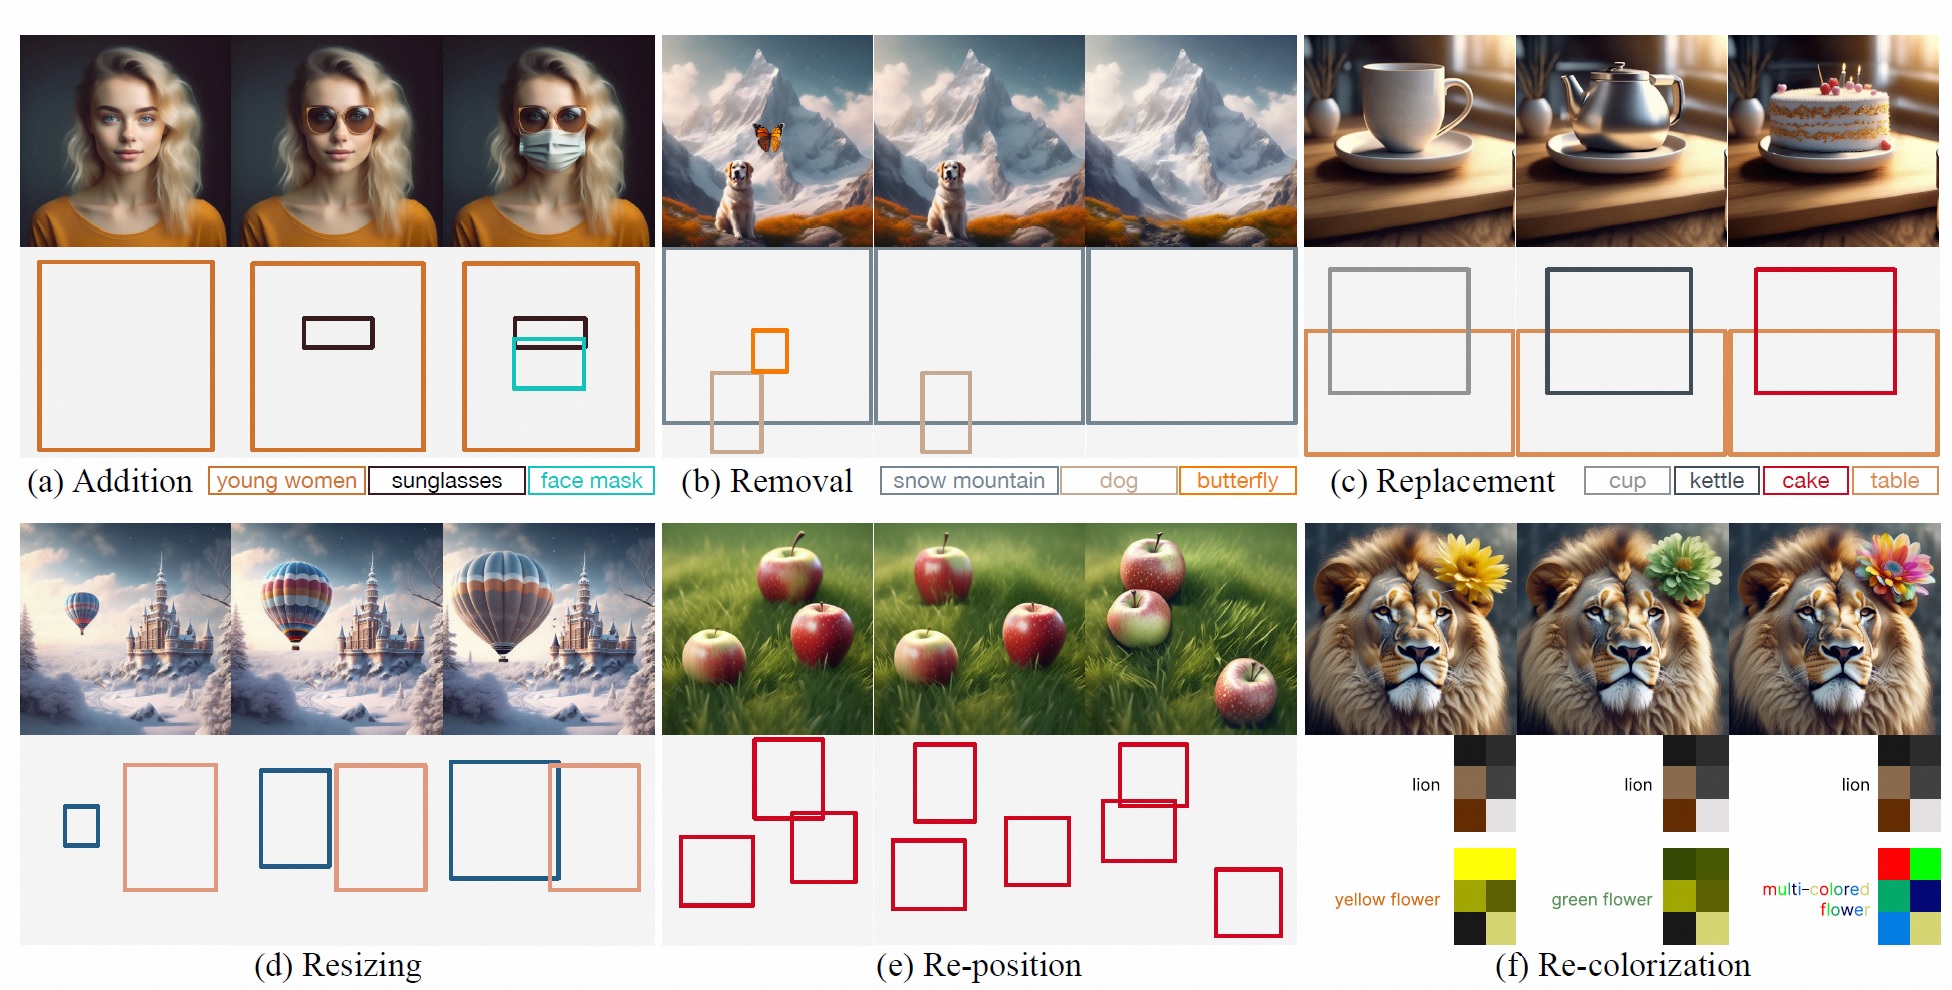 (a) Addition young women sunglasses face mask
(b) Removal snow mountain dog butterfly
(c) Replacement cup kettle cake table
lion
lion
lion
yellow flower
green flower
multi-colored
flower
(d) Resizing
(e) Re-position
(f) Re-colorization